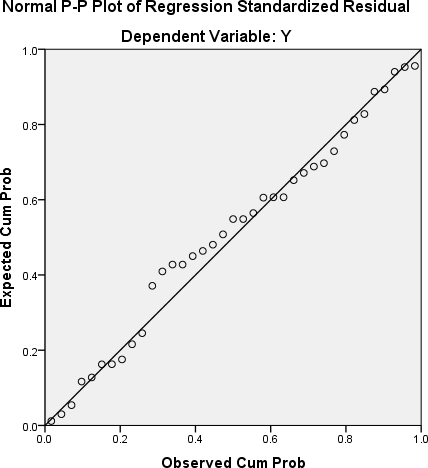 Normal P-P Plot of Regression Standardized Residual
Dependent Variable: Y
Expected Cum Prob
1.0
0.8
0.6
0.4
0.2
0.0
0.0 0.2 0.4 0.6 0.8 1.0
Observed Cum Prob